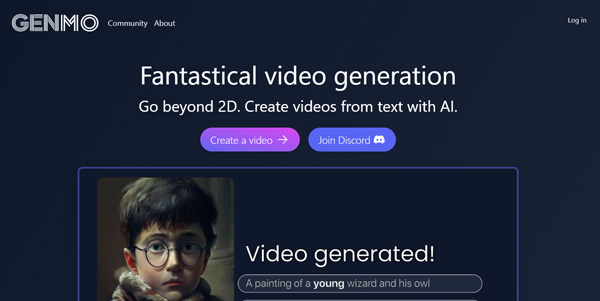 GENMO
Community About
Log in
Fantastical video generation
Go beyond 2D. Create videos from text with AI.
Create a video → Join Discord
Video generated!
A painting of a young wizard and his owl